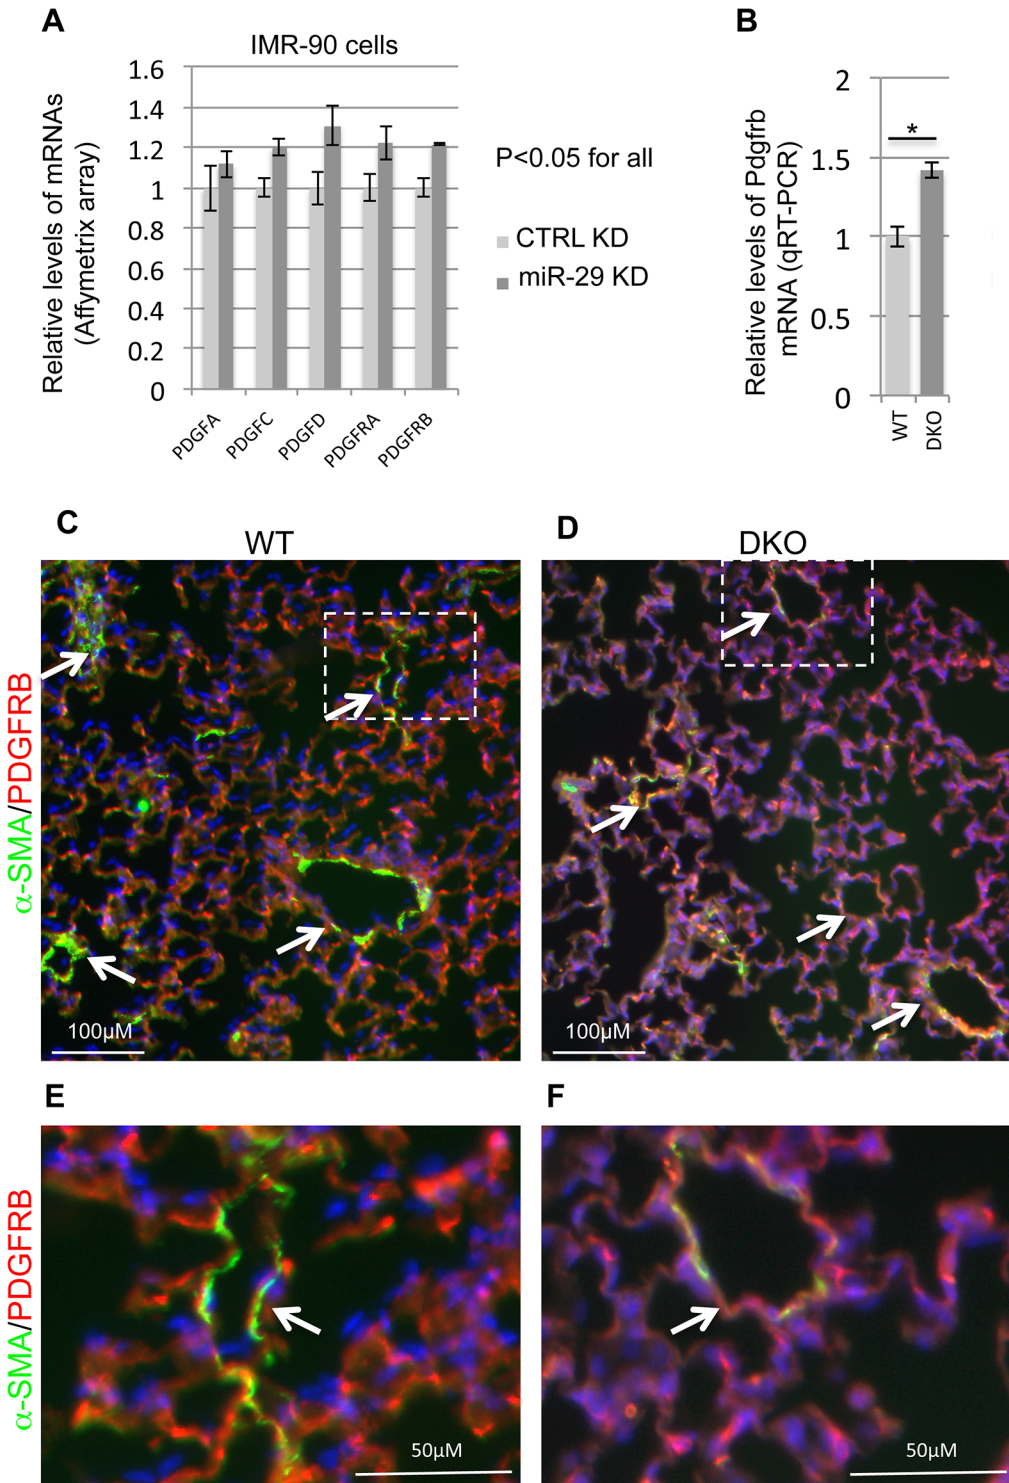 A
IMR-90 cells
Relative levels of mRNAs
(Affymetrix array)
1.6
1.4
1.2
1
0.8
0.6
0.4
0.2
0
PDGFA
PDGFC
PDGFD
PDGFRA
PDGFRB
P<0.05 for all
CTRL KD
miR-29 KD
B
Relative levels of Pdgfrb
mRNA (qRT-PCR)
2
1.5
1
0.5
0
*
WT
DKO
C
WT
D
DKO
α-SMA/PDGFRB
100μM
100μM
E
F
α-SMA/PDGFRB
50μM
50μM